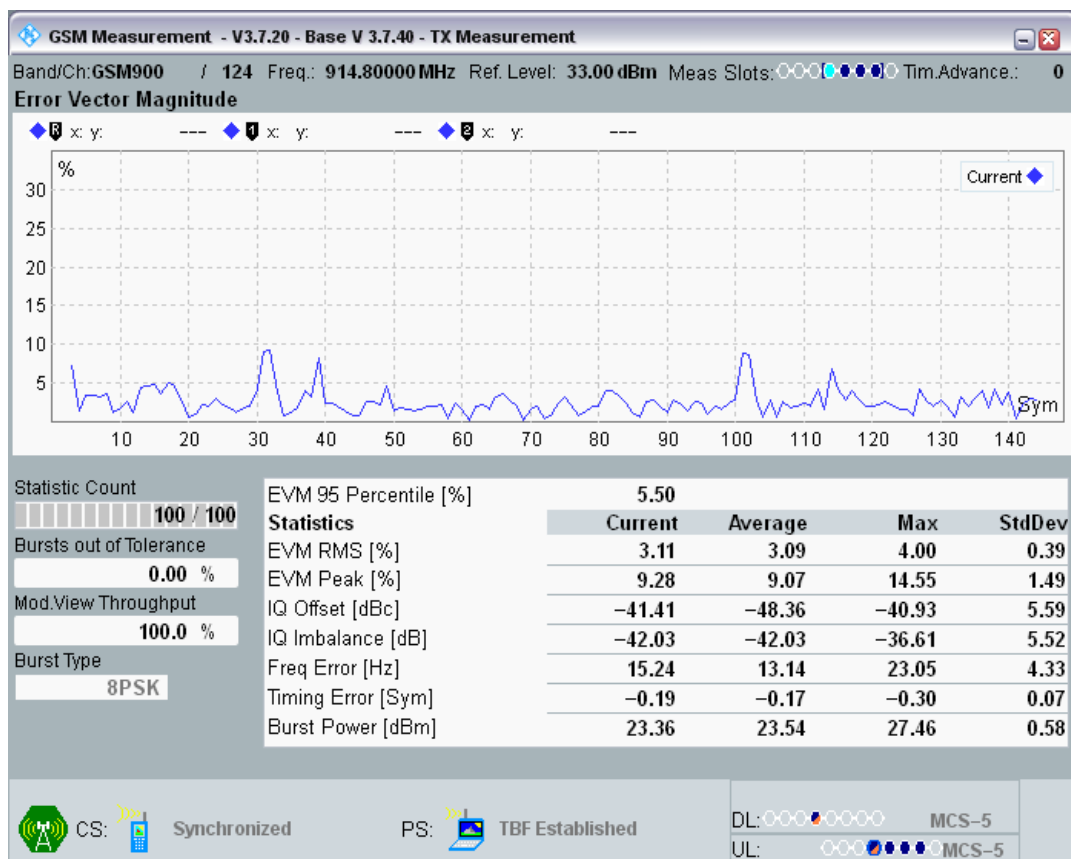 GSM Measurement - V3.7.20 - Base V 3.7.40 - TX Measurement
Band/Ch:GSM900 / 124 Freq.: 914.80000 MHz Ref. Level: 33.00 dBm Meas Slots: Tim.Advance.: 0
Error Vector Magnitude
R x: y: --- 1 x: y: --- 2 x: y: ---
%
Current
30
25
20
15
10
5
Sym
10 20 30 40 50 60 70 80 90 100 110 120 130 140
Statistic Count
100 / 100
Bursts out of Tolerance
0.00 %
Mod.View Throughput
100.0 %
Burst Type
8PSK
EVM 95 Percentile [%] 5.50
Statistics Current Average Max StdDev
EVM RMS [%] 3.11 3.09 4.00 0.39
EVM Peak [%] 9.28 9.07 14.55 1.49
IQ Offset [dBc] −41.41 −48.36 −40.93 5.59
IQ Imbalance [dB] −42.03 −42.03 −36.61 5.52
Freq Error [Hz] 15.24 13.14 23.05 4.33
Timing Error [Sym] −0.19 −0.17 −0.30 0.07
Burst Power [dBm] 23.36 23.54 27.46 0.58
CS: Synchronized PS: TBF Established
DL: MCS−5
UL: MCS−5